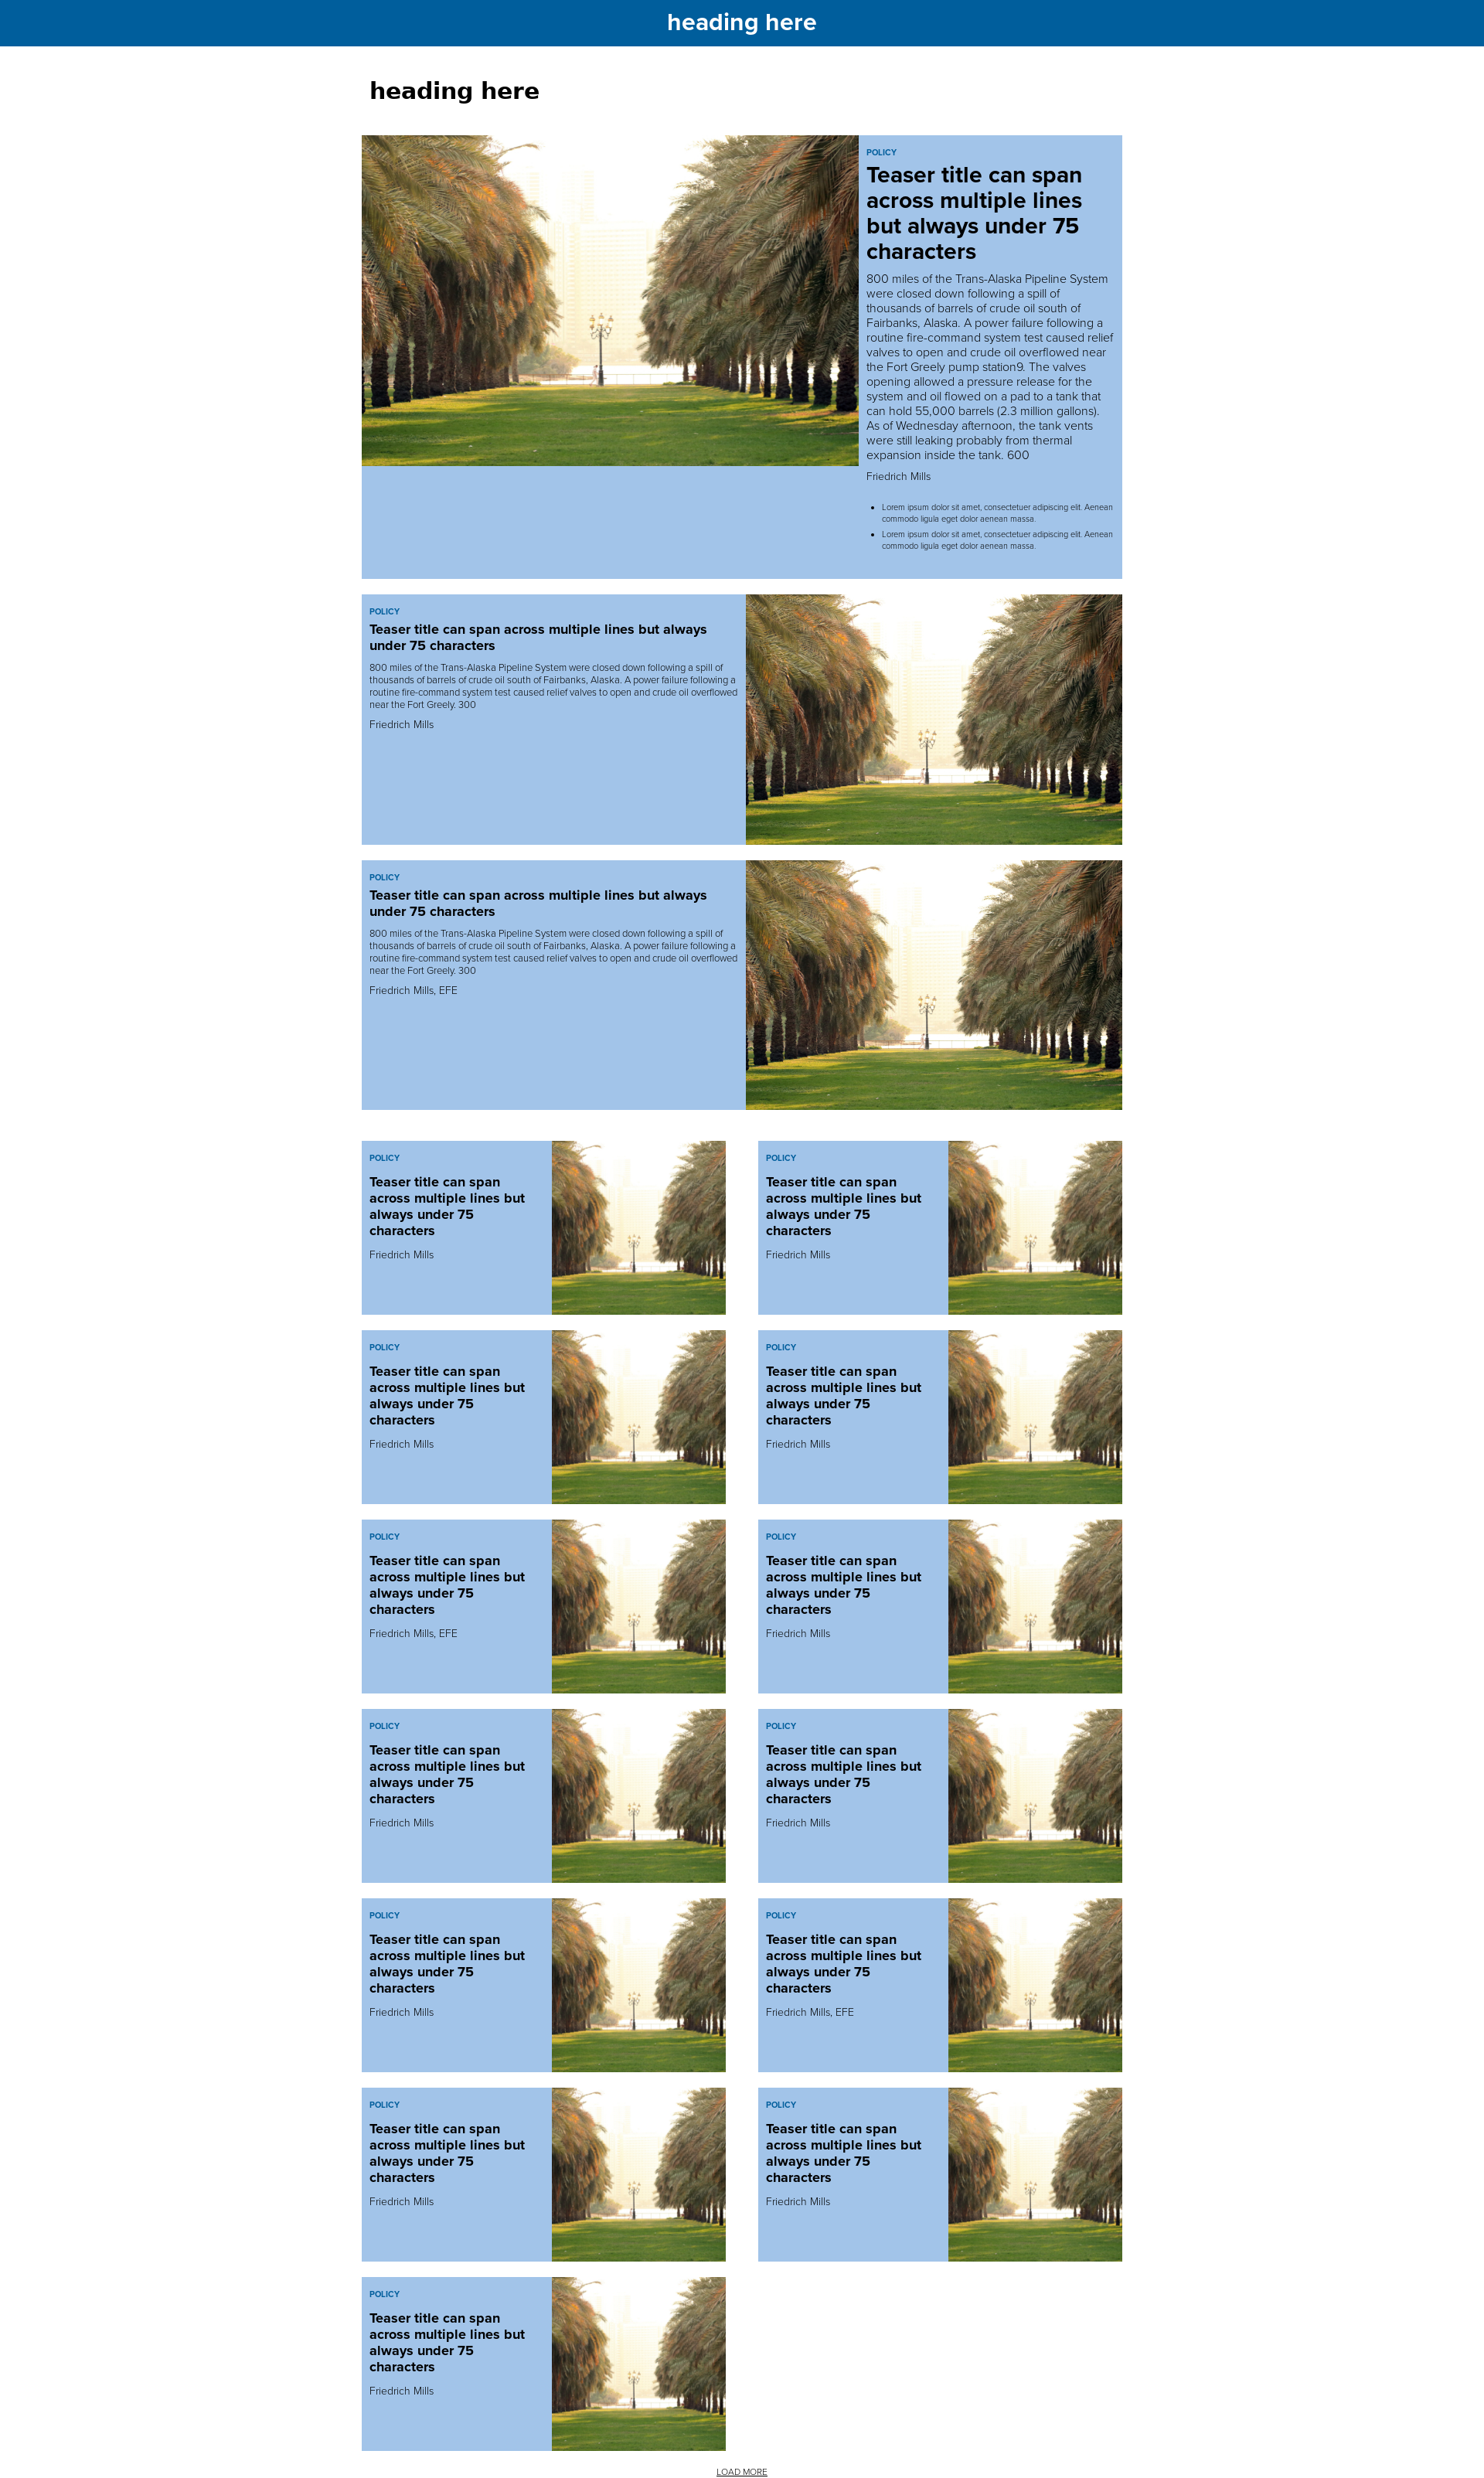 heading here
heading here
POLICY
Teaser title can span
across multiple lines
but always under 75
characters
800 miles of the Trans-Alaska Pipeline System
were closed down following a spill of
thousands of barrels of crude oil south of
Fairbanks, Alaska. A power failure following a
routine fire-command system test caused relief
valves to open and crude oil overflowed near
the Fort Greely pump station9. The valves
opening allowed a pressure release for the
system and oil flowed on a pad to a tank that
can hold 55,000 barrels (2.3 million gallons).
As of Wednesday afternoon, the tank vents
were still leaking probably from thermal
expansion inside the tank. 600
Friedrich Mills
• Lorem ipsum dolor sit amet, consectetuer adipiscing elit. Aenean
commodo ligula eget dolor aenean massa.
• Lorem ipsum dolor sit amet, consectetuer adipiscing elit. Aenean
commodo ligula eget dolor aenean massa.
POLICY
Teaser title can span across multiple lines but always
under 75 characters
800 miles of the Trans-Alaska Pipeline System were closed down following a spill of
thousands of barrels of crude oil south of Fairbanks, Alaska. A power failure following a
routine fire-command system test caused relief valves to open and crude oil overflowed
near the Fort Greely. 300
Friedrich Mills
POLICY
Teaser title can span across multiple lines but always
under 75 characters
800 miles of the Trans-Alaska Pipeline System were closed down following a spill of
thousands of barrels of crude oil south of Fairbanks, Alaska. A power failure following a
routine fire-command system test caused relief valves to open and crude oil overflowed
near the Fort Greely. 300
Friedrich Mills, EFE
POLICY
Teaser title can span
across multiple lines but
always under 75
characters
Friedrich Mills
POLICY
Teaser title can span
across multiple lines but
always under 75
characters
Friedrich Mills
POLICY
Teaser title can span
across multiple lines but
always under 75
characters
Friedrich Mills
POLICY
Teaser title can span
across multiple lines but
always under 75
characters
Friedrich Mills
POLICY
Teaser title can span
across multiple lines but
always under 75
characters
Friedrich Mills, EFE
POLICY
Teaser title can span
across multiple lines but
always under 75
characters
Friedrich Mills
POLICY
Teaser title can span
across multiple lines but
always under 75
characters
Friedrich Mills
POLICY
Teaser title can span
across multiple lines but
always under 75
characters
Friedrich Mills
POLICY
Teaser title can span
across multiple lines but
always under 75
characters
Friedrich Mills
POLICY
Teaser title can span
across multiple lines but
always under 75
characters
Friedrich Mills, EFE
POLICY
Teaser title can span
across multiple lines but
always under 75
characters
Friedrich Mills
POLICY
Teaser title can span
across multiple lines but
always under 75
characters
Friedrich Mills
POLICY
Teaser title can span
across multiple lines but
always under 75
characters
Friedrich Mills
LOAD MORE